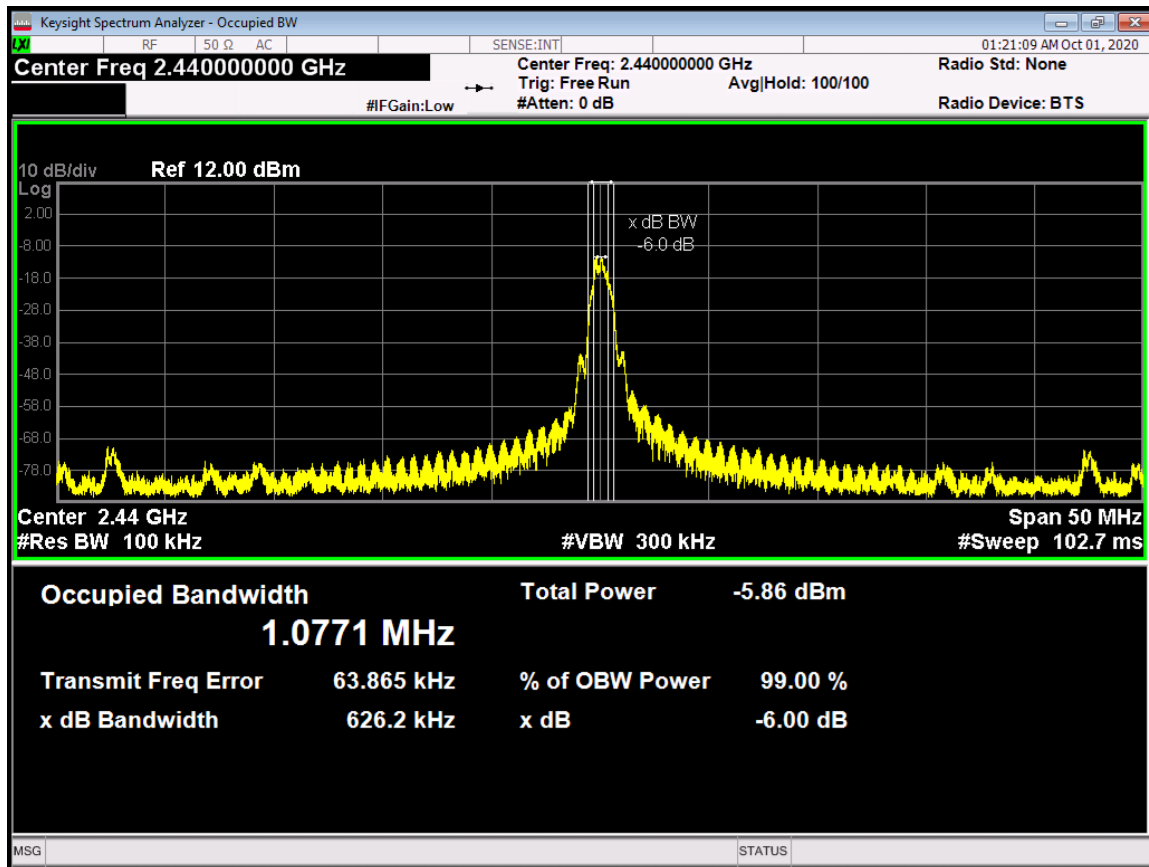 Keysight Spectrum Analyzer - Occupied BW
LXI RF 50 Ω AC SENSE:INT 01:21:09 AM Oct 01, 2020
Center Freq 2.440000000 GHz Center Freq: 2.440000000 GHz Radio Std: None
Trig: Free Run Avg|Hold: 100/100
#IFGain:Low #Atten: 0 dB Radio Device: BTS
10 dB/div Ref 12.00 dBm
Log
2.00
x dB BW
-8.00 -6.0 dB
-18.0
-28.0
-38.0
-48.0
-58.0
-68.0
-78.0
Center 2.44 GHz Span 50 MHz
#Res BW 100 kHz #VBW 300 kHz #Sweep 102.7 ms
Occupied Bandwidth Total Power -5.86 dBm
1.0771 MHz
Transmit Freq Error 63.865 kHz % of OBW Power 99.00 %
x dB Bandwidth 626.2 kHz x dB -6.00 dB
MSG STATUS